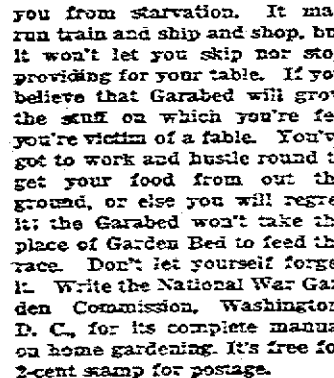 you from starvation. It ma
run train and ship and shop, bu
it won't let you skip nor sto
providing for your table. If yo
believe that Garabed will grow
the stuff on which you're fe
you're victim of a fable. You'v
got to work and hustle round t
get your food from out th
ground, or else you will regre
it; the Garabed won't take th
place of Garden Bed to feed th
race. Don't let yourself forge
it. Write the National War Gar
den Commission, Washington
D. C., for its complete manua
on home gardening. It's free fo
2-cent stamp for postage.